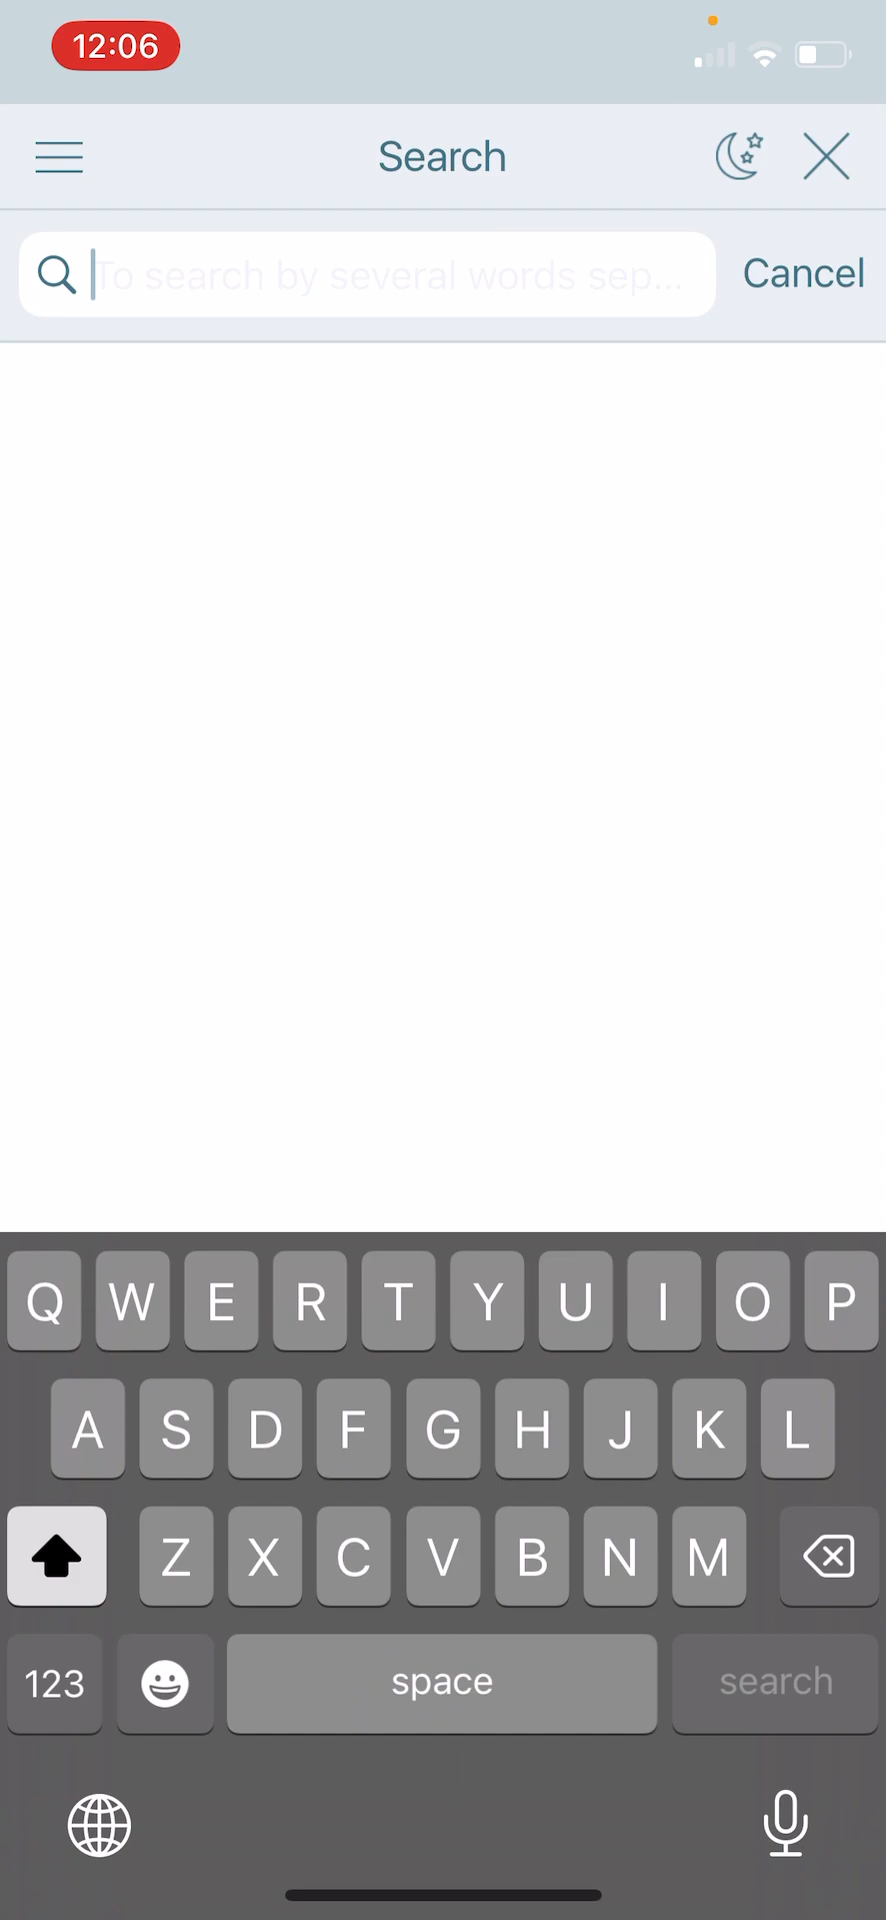 12:06
Search
To search by several words sep...
Cancel
Q W E R T Y U I O P
A S D F G H J K L
Z X C V B N M
123 space search